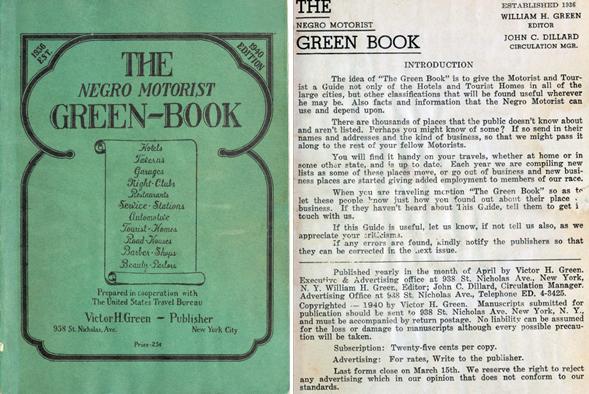 1936
EST.
1940
EDITION
THE
NEGRO MOTORIST
GREEN-BOOK
Hotels
Taverns
Garages
Night-Clubs
Restaurants
Service-Stations
Automotive
Tourist-Homes
Road-Houses
Barber-Shops
Beauty-Parlors
Prepared in cooperation with
The United States Travel Bureau
Victor H. Green — Publisher
938 St. Nicholas, Ave. New York City
Price-25¢
THE
NEGRO MOTORIST
GREEN BOOK
ESTABLISHED 1936
WILLIAM H. GREEN
EDITOR
JOHN C. DILLARD
CIRCULATION MGR.
INTRODUCTION
The idea of "The Green Book" is to give the Motorist and Tour-
ist a Guide not only of the Hotels and Tourist Homes in all of the
large cities, but other classifications that will be found useful wherever
he may be. Also facts and information that the Negro Motorist can
use and depend upon.
There are thousands of places that the public doesn't know about
and aren't listed. Perhaps you might know of some? If so send in their
names and addresses and the kind of business, so that we might pass it
along to the rest of your fellow Motorists.
You will find it handy on your travels, whether at home or in
some other state, and is up to date. Each year we are compiling new
lists as some of these places move, or go out of business and new busi-
ness places are started giving added employment to members of our race.
When you are traveling mention "The Green Book" so as to
let these people know just how you found out about their place
business. If they haven't heard about This Guide, tell them to get
touch with us.
If this Guide is useful, let us know, if not tell us also, as we
appreciate your criticisms.
If any errors are found, kindly notify the publishers so that
they can be corrected in the next issue.
Published yearly in the month of April by Victor H. Green.
Executive & Advertising office at 938 St. Nicholas Ave., New York,
N. Y. William H. Green, Editor; John C. Dillard, Circulation Manager.
Advertising Office at 938 St. Nicholas Ave., Telephone ED. 4-3425.
Copyrighted — 1940 by Victor H. Green. Manuscripts submitted for
publication should be sent to 938 St. Nicholas Ave. New York, N. Y.,
and must be accompanied by return postage. No liability can be assumed
for the loss or damage to manuscripts although every possible precau-
tion will be taken.
Subscription: Twenty-five cents per copy.
Advertising: For rates, Write to the publisher.
Last forms close on March 15th. We reserve the right to reject
any advertising which in our opinion that does not conform to our
standards.